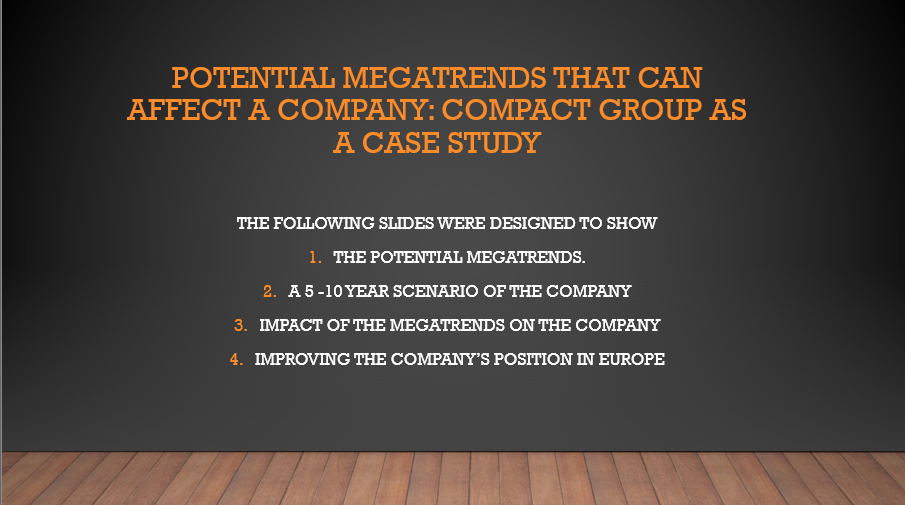 POTENTIAL MEGATRENDS THAT CAN
AFFECT A COMPANY: COMPACT GROUP AS
A CASE STUDY
THE FOLLOWING SLIDES WERE DESIGNED TO SHOW
1. THE POTENTIAL MEGATRENDS.
2. A 5 -10 YEAR SCENARIO OF THE COMPANY
3. IMPACT OF THE MEGATRENDS ON THE COMPANY
4. IMPROVING THE COMPANY'S POSITION IN EUROPE